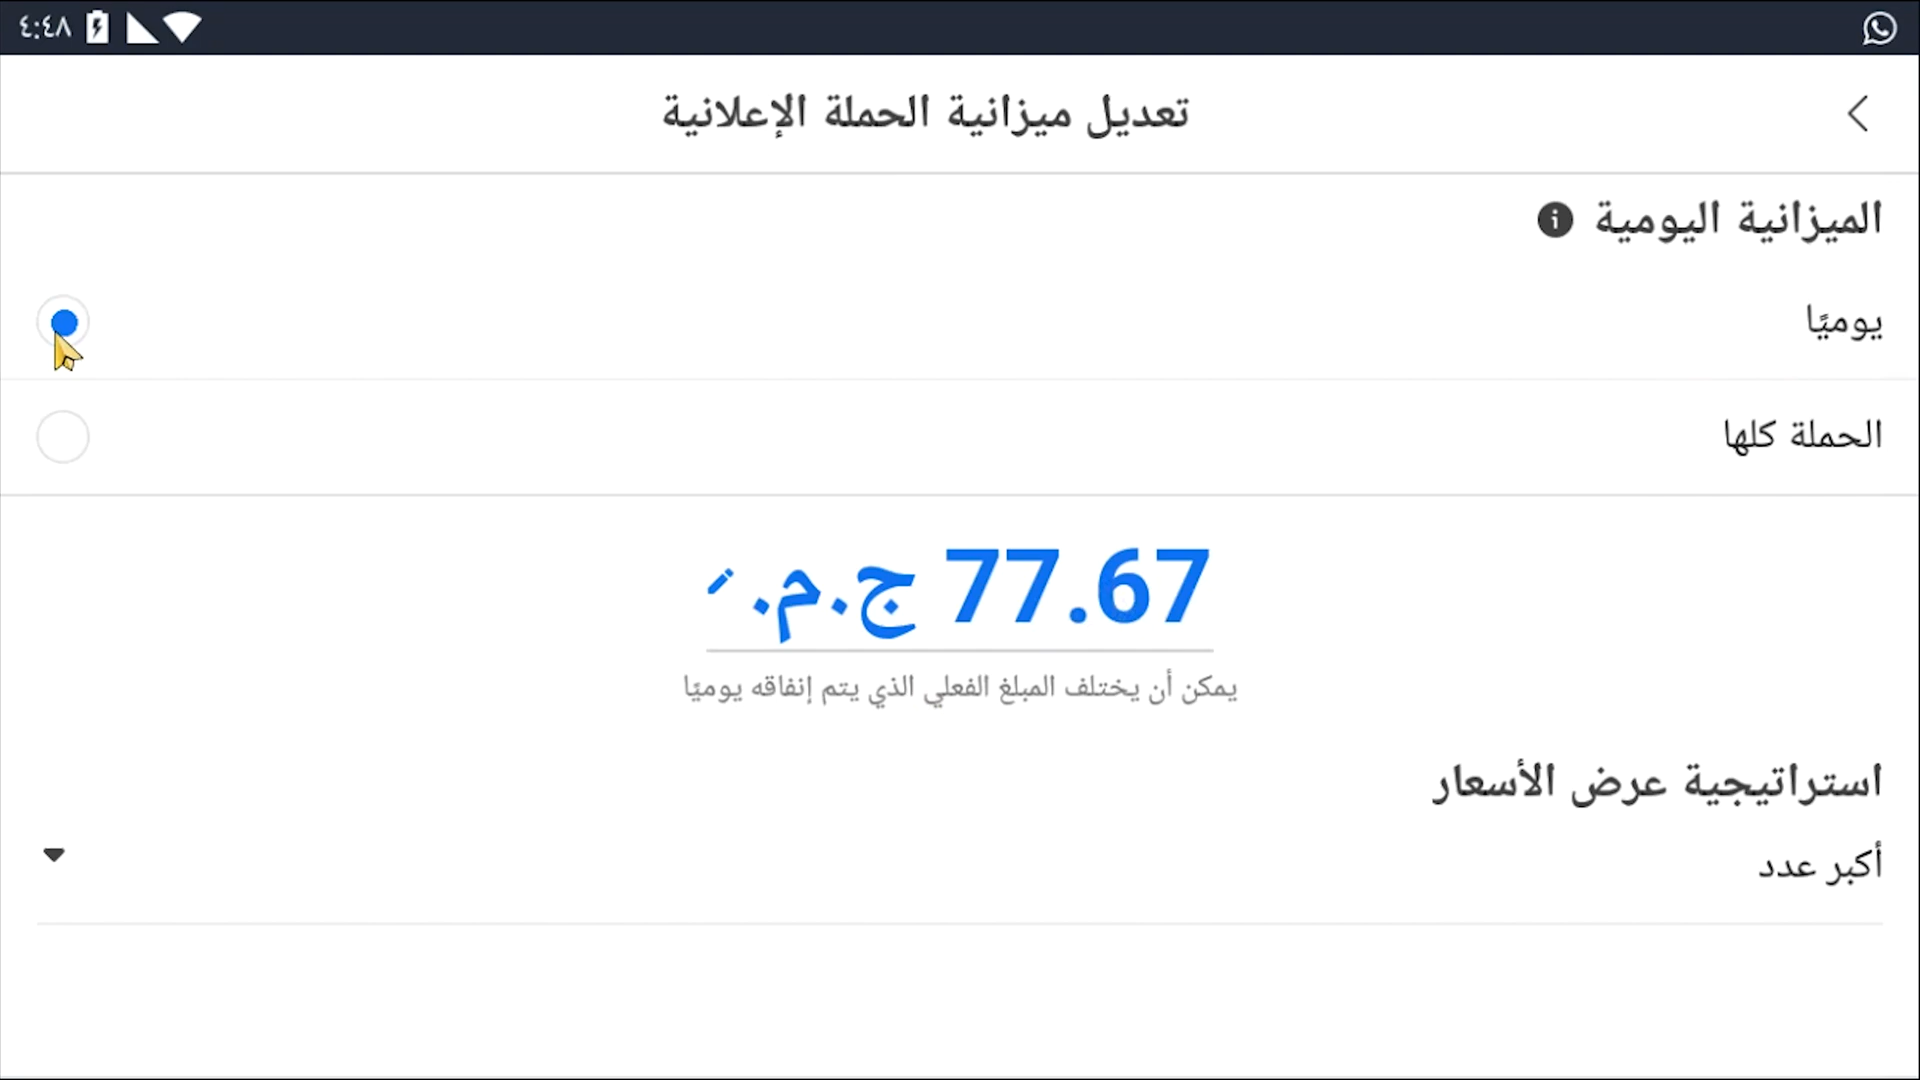 ٤:٤٨
تعديل ميزانية الحملة الإعلانية
الميزانية اليومية
يوميًا
الحملة كلها
77.67 ج.م.
يمكن أن يختلف المبلغ الفعلي الذي يتم إنفاقه يوميًا
استراتيجية عرض الأسعار
أكبر عدد